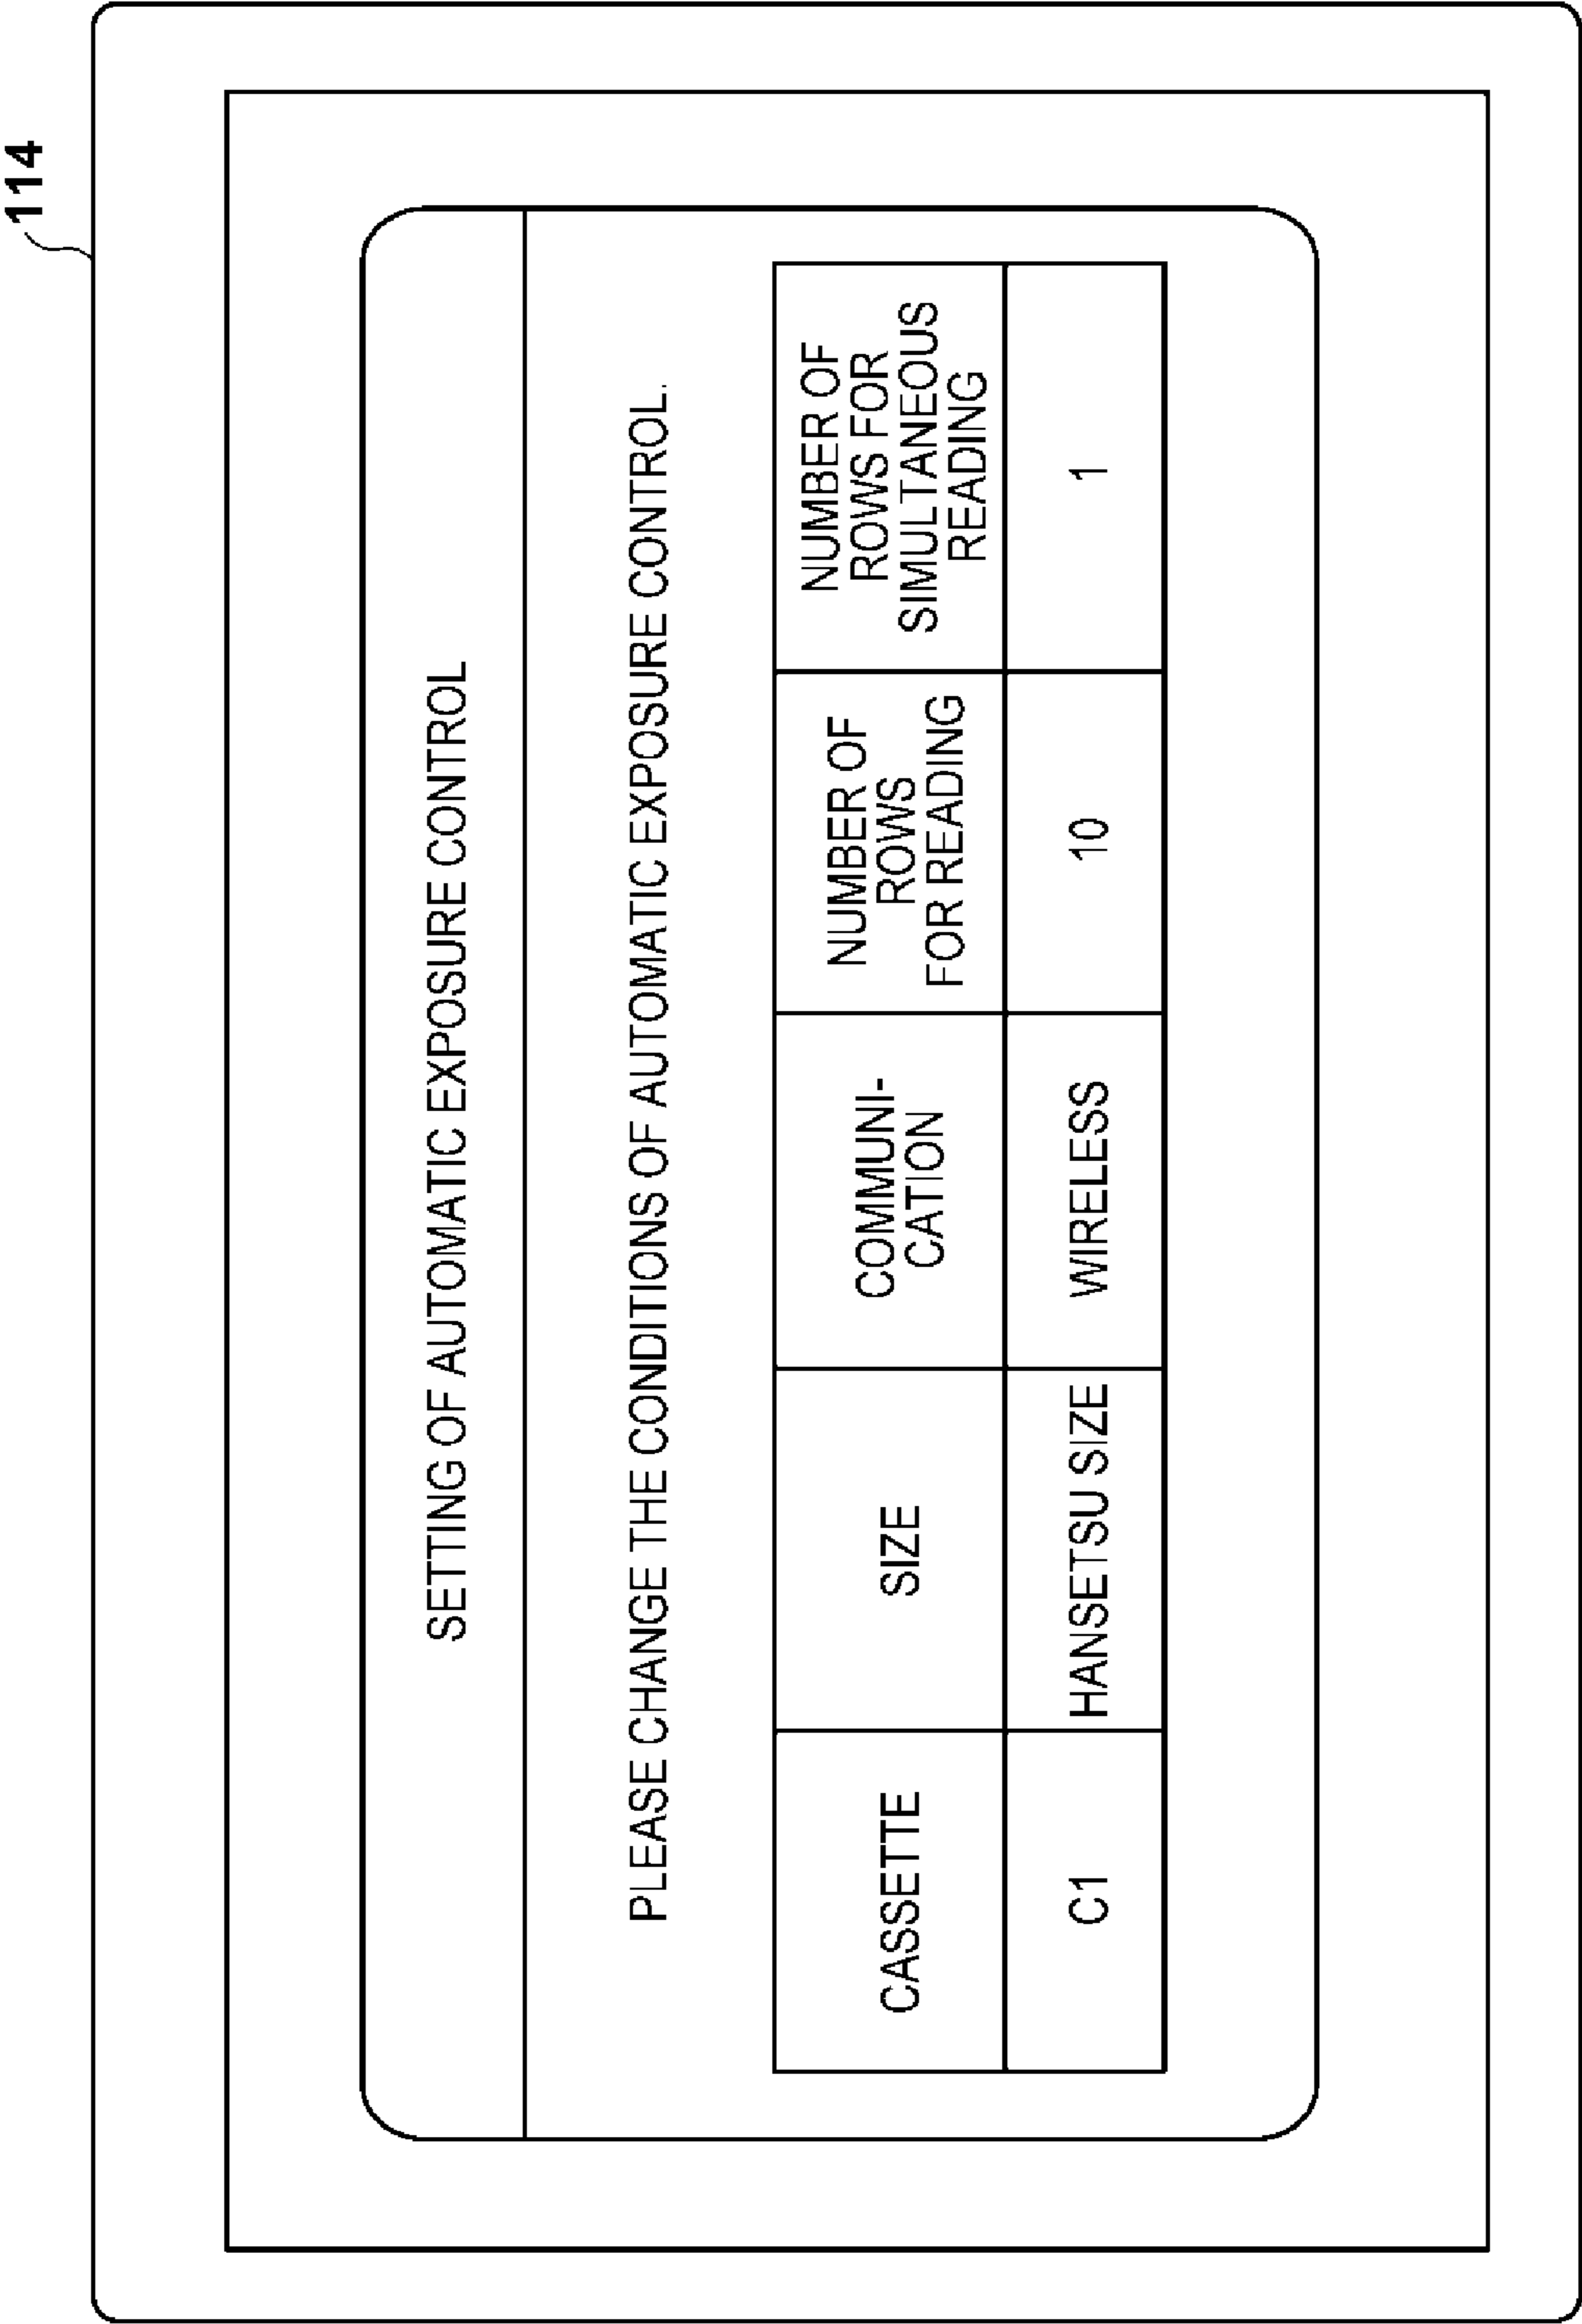 114
SETTING OF AUTOMATIC EXPOSURE CONTROL
PLEASE CHANGE THE CONDITIONS OF AUTOMATIC EXPOSURE CONTROL.
CASSETTE
SIZE
COMMUNI-
CATION
NUMBER OF
ROWS
FOR READING
NUMBER OF
ROWS FOR
SIMULTANEOUS
READING
C1
HANSETSU SIZE
WIRELESS
10
1